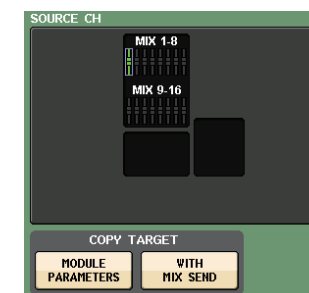 SOURCE CH
MIX 1-8
MIX 9-16
COPY TARGET
MODULE
PARAMETERS
WITH
MIX SEND